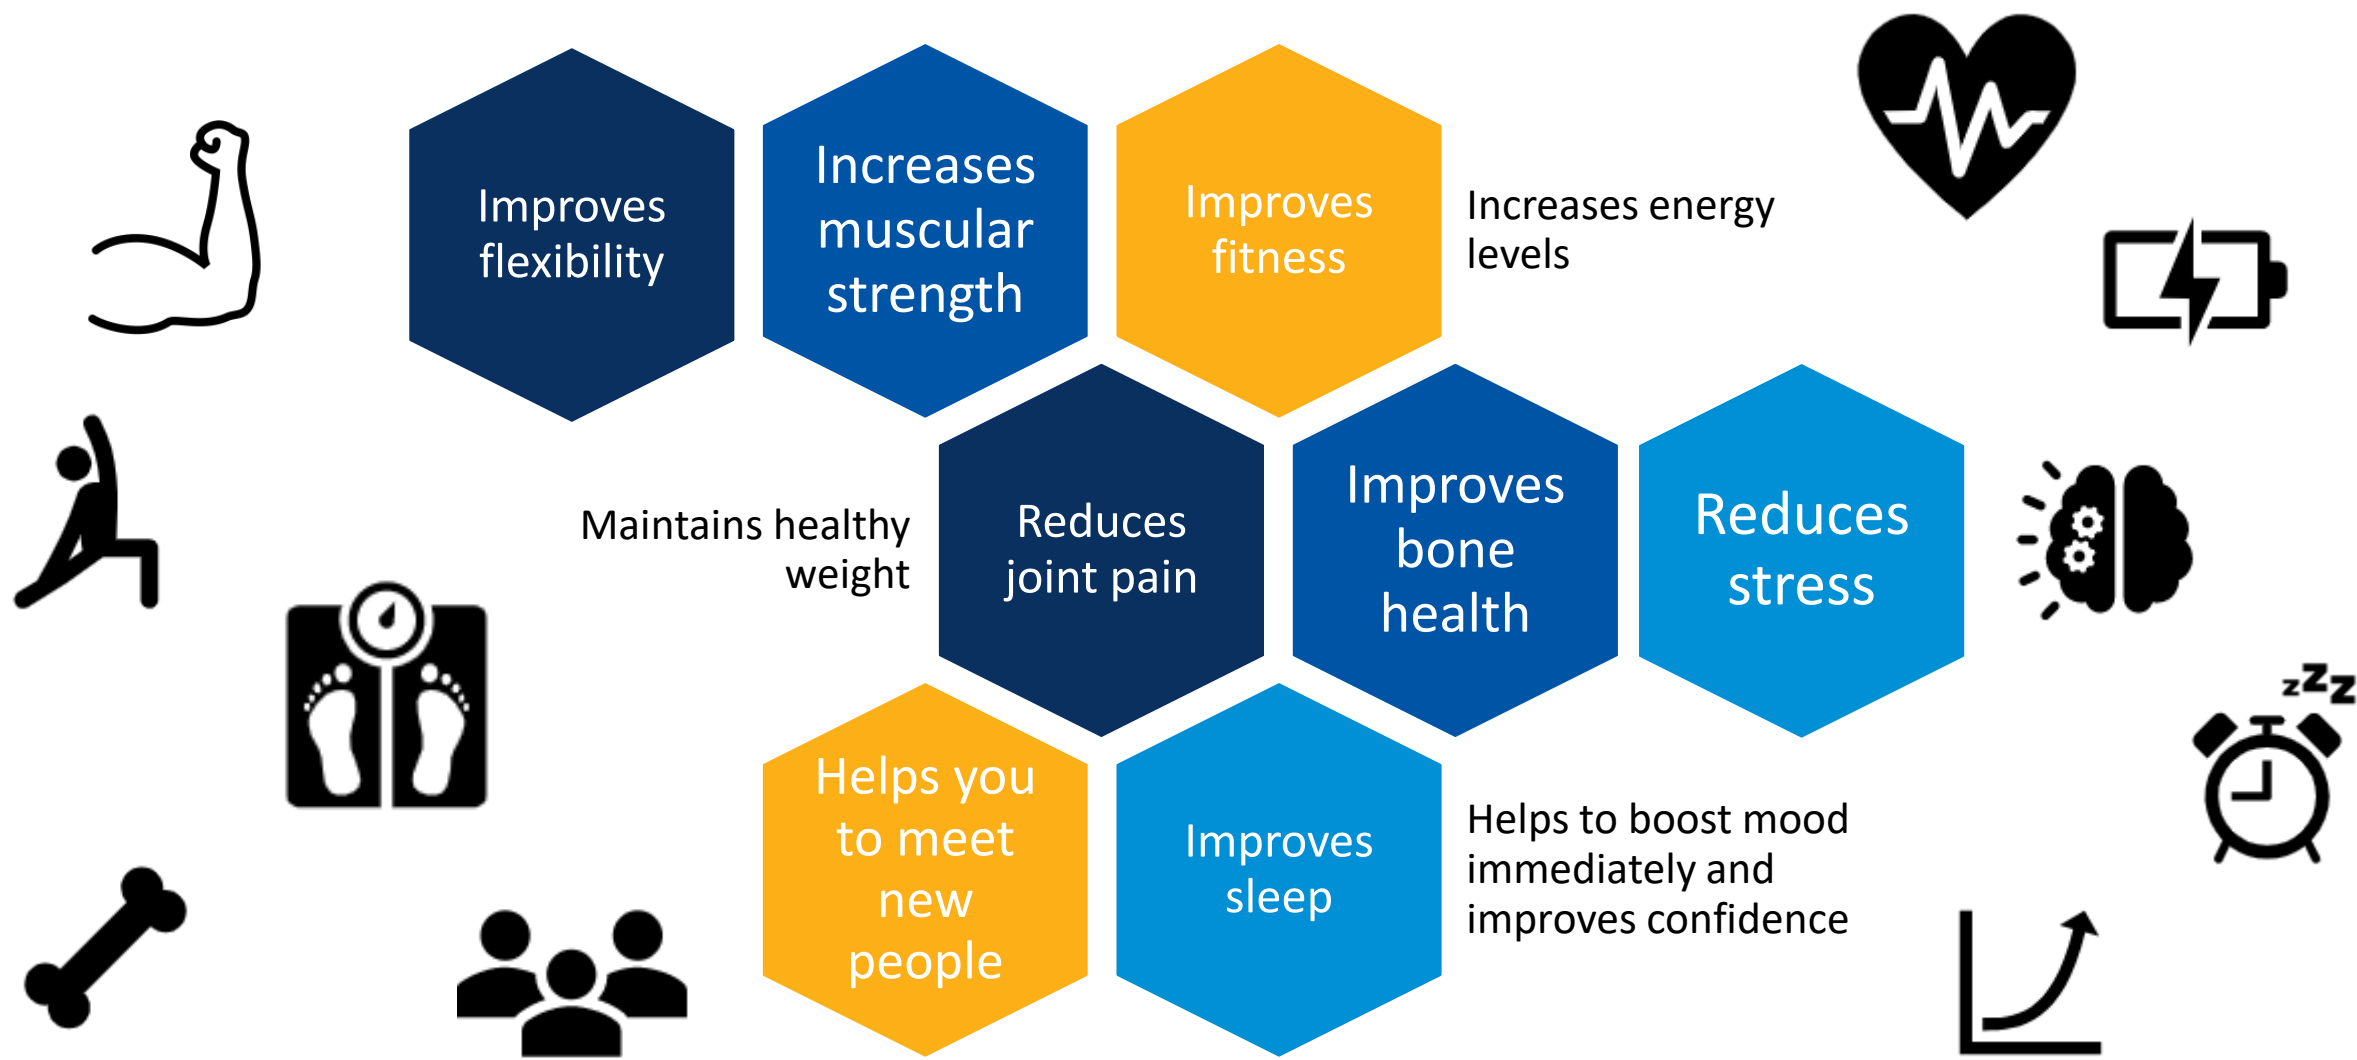 Improves
flexibility
Increases
muscular
strength
Improves
fitness
Increases energy
levels
Maintains healthy
weight
Reduces
joint pain
Improves
bone
health
Reduces
stress
Helps you
to meet
new
people
Improves
sleep
Helps to boost mood
immediately and
improves confidence
zzz